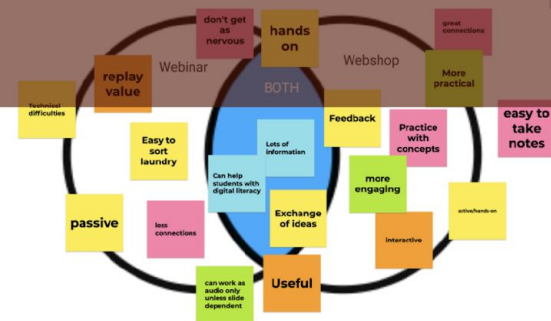 don't get
as
nervous
hands
on
great
connections
Webinar
Webshop
replay
value
BOTH
More
practical
Technical
difficulties
Feedback
easy to
take
notes
Practice
with
concepts
Easy to
sort
laundry
Lots of
information
Can help
students with
digital literacy
more
engaging
passive
less
connections
Exchange
of ideas
active/hands-on
interactive
can work as
audio only
unless slide
dependent
Useful